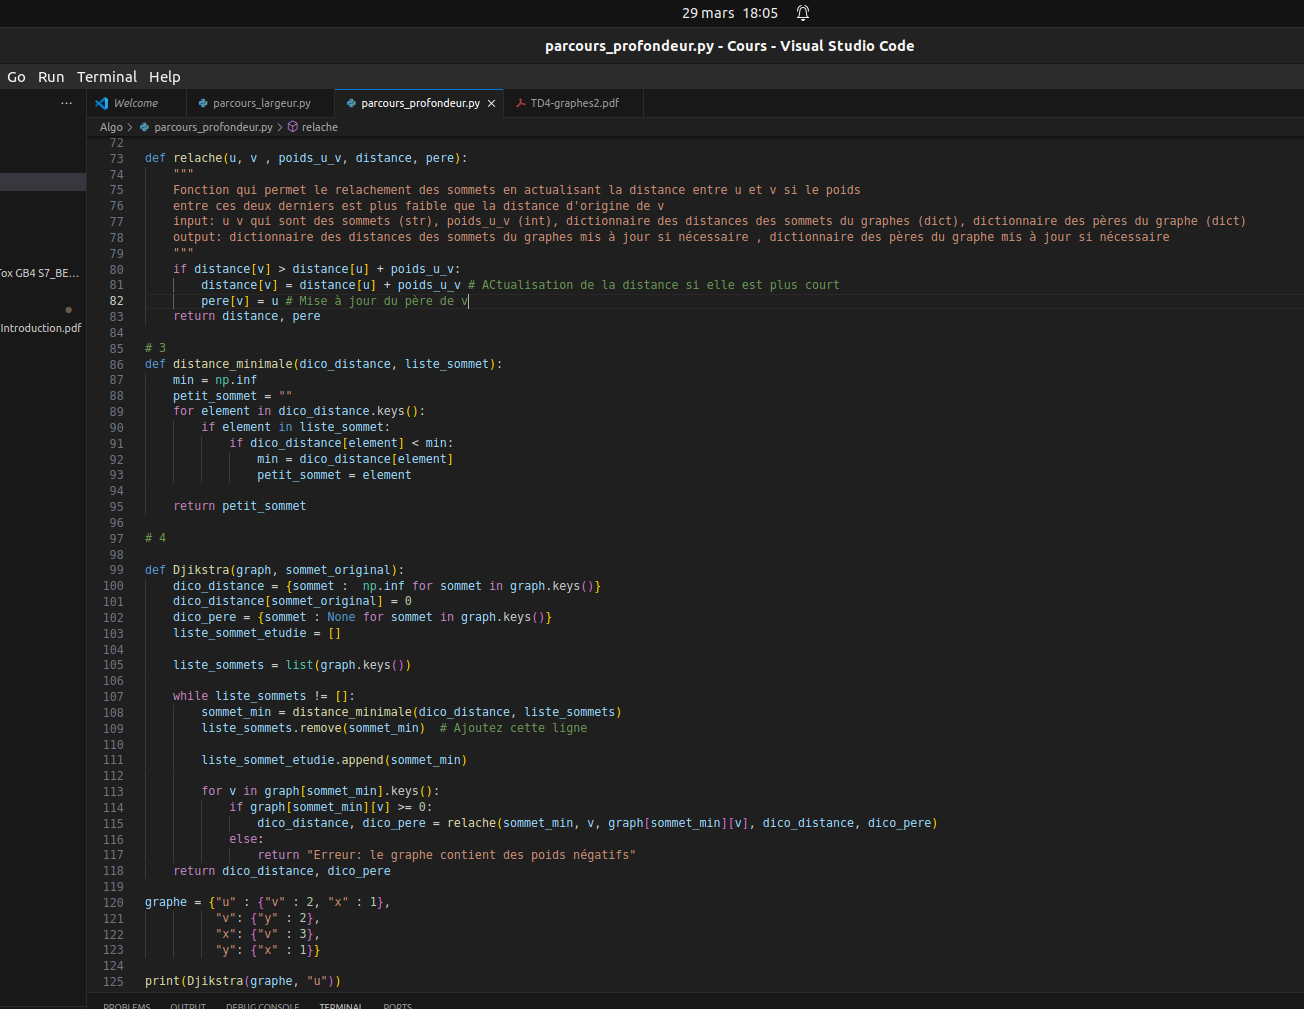 29 mars 18:05
parcours_profondeur.py - Cours - Visual Studio Code
Go Run Terminal Help
... Welcome parcours_largeur.py parcours_profondeur.py × TD4-graphes2.pdf
Algo > parcours_profondeur.py > relache
72
73 def relache(u, v , poids_u_v, distance, pere):
74 """
75 Fonction qui permet le relachement des sommets en actualisant la distance entre u et v si le poids
76 entre ces deux derniers est plus faible que la distance d'origine de v
77 input: u v qui sont des sommets (str), poids_u_v (int), dictionnaire des distances des sommets du graphes (dict), dictionnaire des pères du graphe (dict)
78 output: dictionnaire des distances des sommets du graphes mis à jour si nécessaire , dictionnaire des pères du graphe mis à jour si nécessaire
79 """
80 if distance[v] > distance[u] + poids_u_v:
81 distance[v] = distance[u] + poids_u_v # ACtualisation de la distance si elle est plus court
82 pere[v] = u # Mise à jour du père de v
83 return distance, pere
84
85 # 3
86 def distance_minimale(dico_distance, liste_sommet):
87 min = np.inf
88 petit_sommet = ""
89 for element in dico_distance.keys():
90 if element in liste_sommet:
91 if dico_distance[element] < min:
92 min = dico_distance[element]
93 petit_sommet = element
94
95 return petit_sommet
96
97 # 4
98
99 def Djikstra(graph, sommet_original):
100 dico_distance = {sommet :  np.inf for sommet in graph.keys()}
101 dico_distance[sommet_original] = 0
102 dico_pere = {sommet : None for sommet in graph.keys()}
103 liste_sommet_etudie = []
104
105 liste_sommets = list(graph.keys())
106
107 while liste_sommets != []:
108 sommet_min = distance_minimale(dico_distance, liste_sommets)
109 liste_sommets.remove(sommet_min)  # Ajoutez cette ligne
110
111 liste_sommet_etudie.append(sommet_min)
112
113 for v in graph[sommet_min].keys():
114 if graph[sommet_min][v] >= 0:
115 dico_distance, dico_pere = relache(sommet_min, v, graph[sommet_min][v], dico_distance, dico_pere)
116 else:
117 return "Erreur: le graphe contient des poids négatifs"
118 return dico_distance, dico_pere
119
120 graphe = {"u" : {"v" : 2, "x" : 1},
121 "v": {"y" : 2},
122 "x": {"v" : 3},
123 "y": {"x" : 1}}
124
125 print(Djikstra(graphe, "u"))
ox GB4 S7_BE...
Introduction.pdf
PROBLEMS OUTPUT DEBUG CONSOLE TERMINAL PORTS